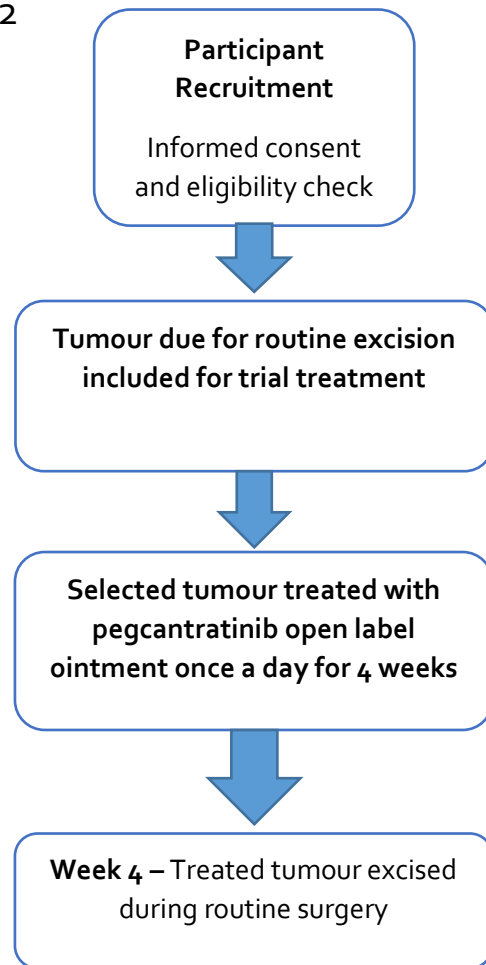 2
Participant
Recruitment
Informed consent
and eligibility check
Tumour due for routine excision
included for trial treatment
Selected tumour treated with
pegcantratinib open label
ointment once a day for 4 weeks
Week 4 – Treated tumour excised
during routine surgery